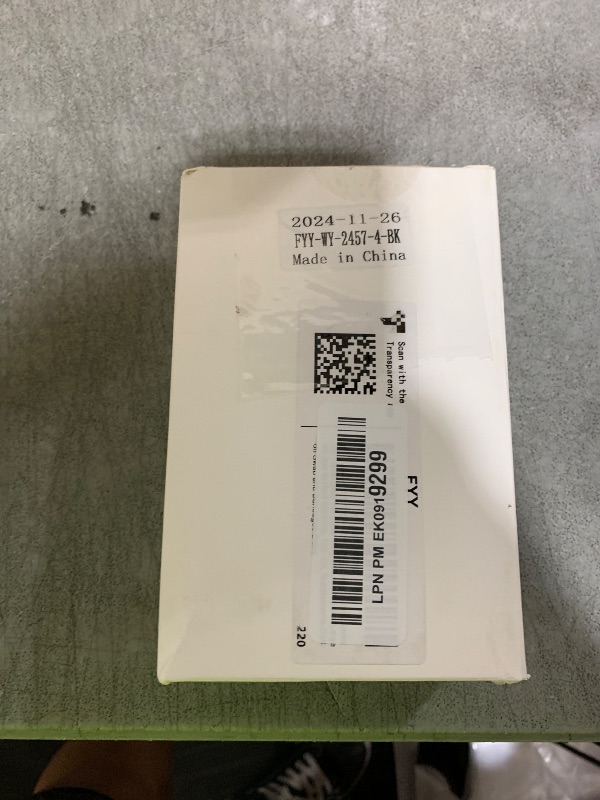 2024-11-26
FYY-WY-2457-4-BK
Made in China
Scan with the
Transparency
FYY
LPN PM EK0919299
220